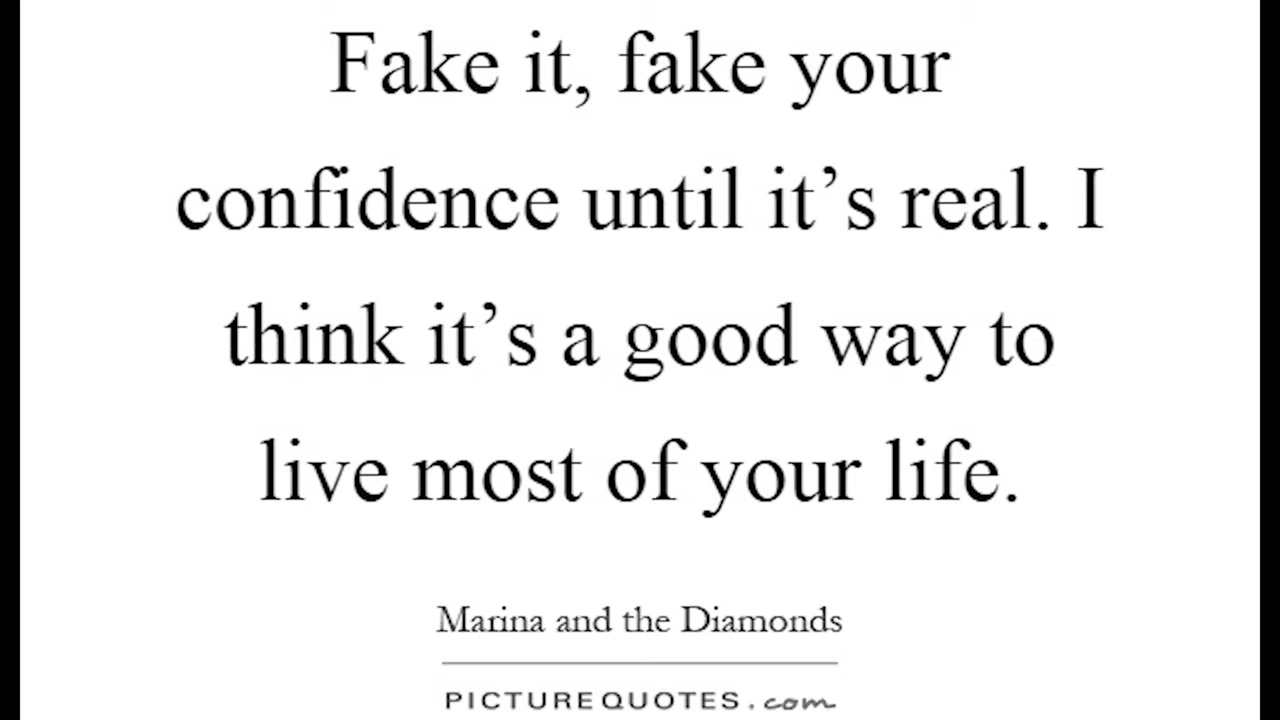 Fake it, fake your
confidence until it’s real. I
think it’s a good way to
live most of your life.
Marina and the Diamonds
PICTUREQUOTES.com